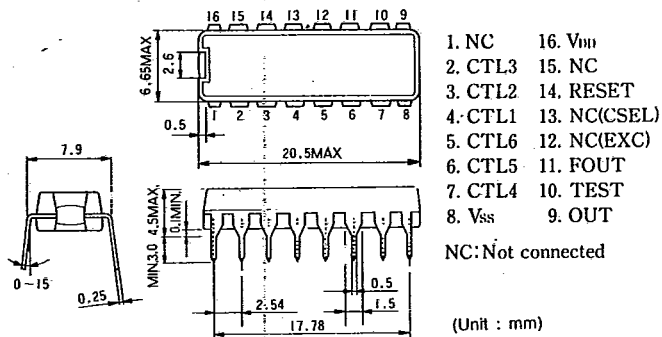 16 15 14 13 12 11 10 9
6.65MAX
2.6
1 2 3 4 5 6 7 8
0.5
20.5MAX
7.9
0~15
0.25
4.5MAX.
0.1MIN.
MIN.3.0
2.54
17.78
0.5
1.5
1. NC 16. VDD
2. CTL3 15. NC
3. CTL2 14. RESET
4. CTL1 13. NC(CSEL)
5. CTL6 12. NC(EXC)
6. CTL5 11. FOUT
7. CTL4 10. TEST
8. Vss 9. OUT
NC:Not connected
(Unit : mm)